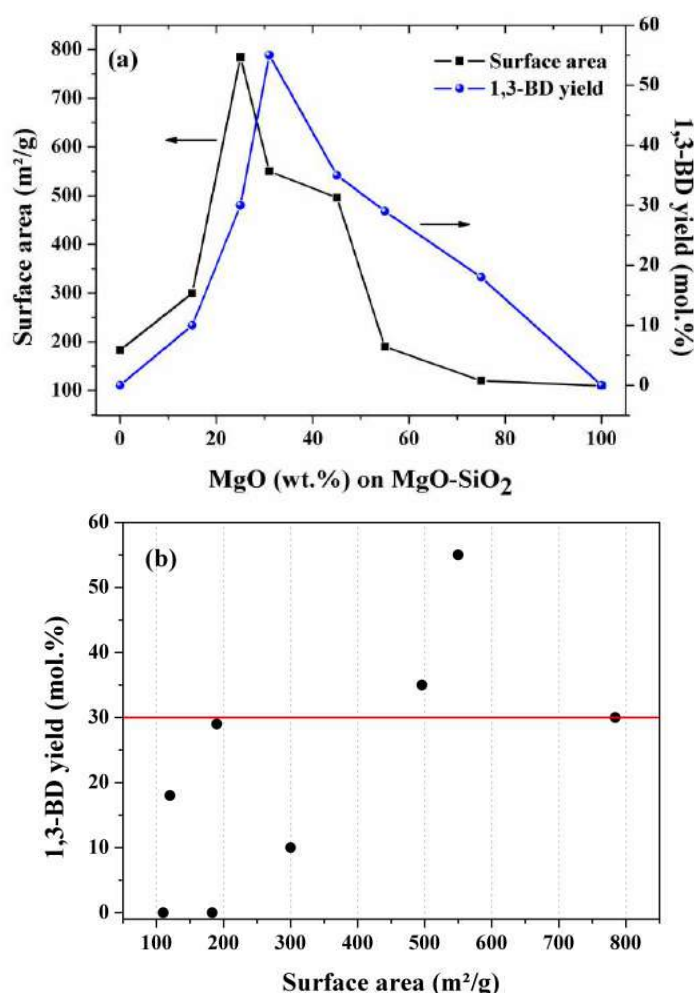 (a)
Surface area
1,3-BD yield
Surface area (m²/g)
800
700
600
500
400
300
200
100
1,3-BD yield (mol.%)
60
50
40
30
20
10
0
0 20 40 60 80 100
MgO (wt.%) on MgO-SiO₂
(b)
1,3-BD yield (mol.%)
60
50
40
30
20
10
0
100 200 300 400 500 600 700 800
Surface area (m²/g)